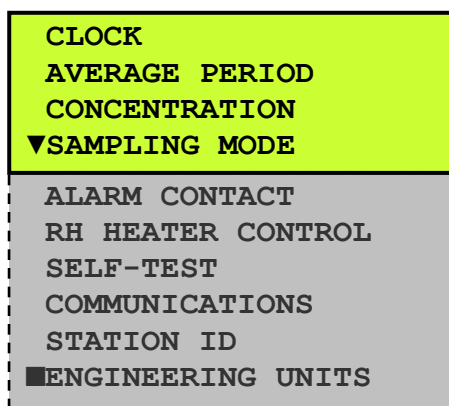 CLOCK
AVERAGE PERIOD
CONCENTRATION
▼SAMPLING MODE
ALARM CONTACT
RH HEATER CONTROL
SELF-TEST
COMMUNICATIONS
STATION ID
■ENGINEERING UNITS